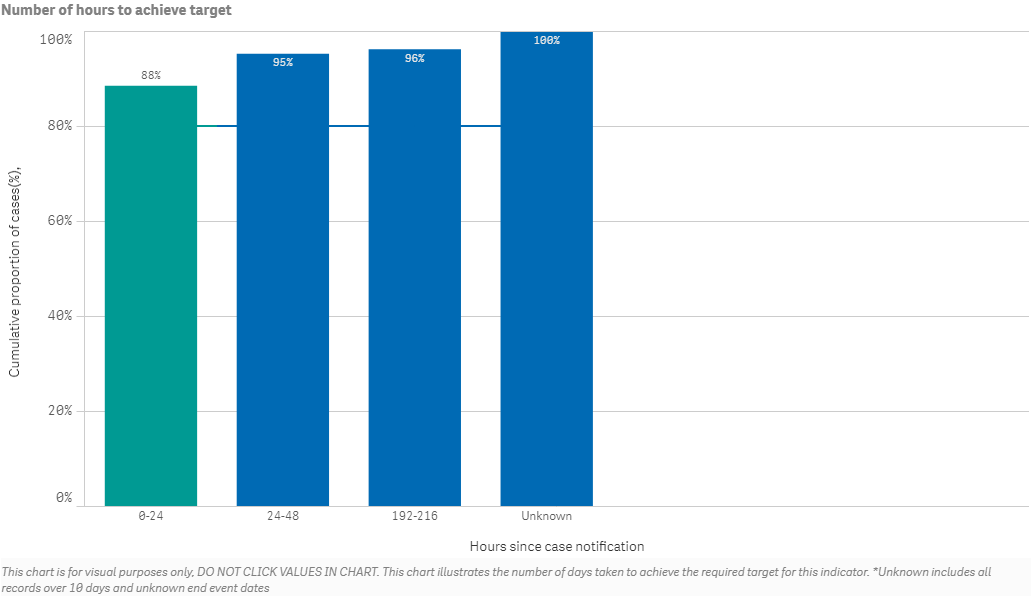 Number of hours to achieve target
100%
80%
60%
40%
20%
0%
Cumulative proportion of cases(%),
88%
95%
96%
100%
0-24
24-48
192-216
Unknown
Hours since case notification
This chart is for visual purposes only, DO NOT CLICK VALUES IN CHART. This chart illustrates the number of days taken to achieve the required target for this indicator. *Unknown includes all
records over 10 days and unknown end event dates